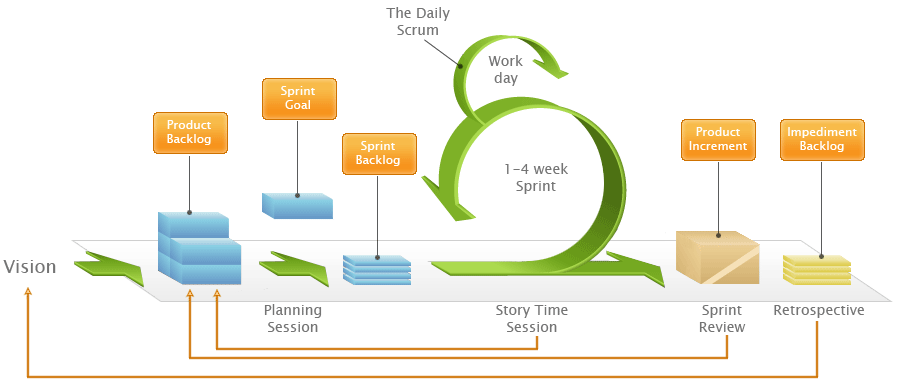 The Daily
Scrum
Work
day
Sprint
Goal
Product
Backlog
Sprint
Backlog
Product
Increment
Impediment
Backlog
1-4 week
Sprint
Vision
Planning
Session
Story Time
Session
Sprint
Review
Retrospective